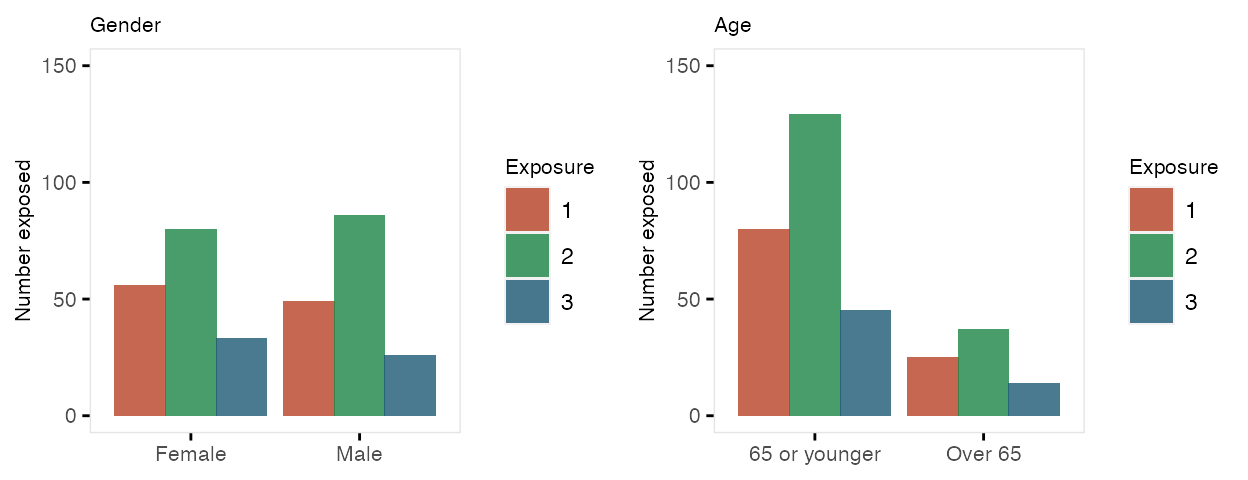 Gender
150
100
50
0
Number exposed
Female Male
Exposure
1
2
3
Age
150
100
50
0
Number exposed
65 or younger Over 65
Exposure
1
2
3